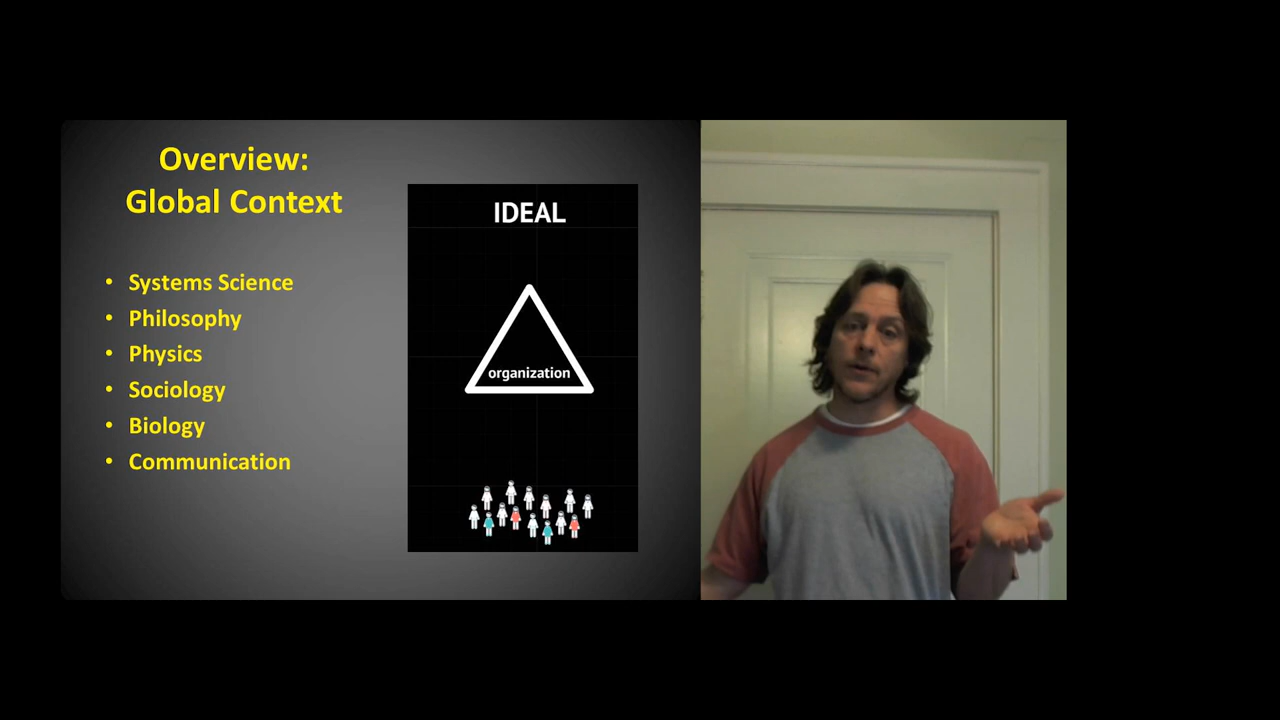 Overview:
Global Context
• Systems Science
• Philosophy
• Physics
• Sociology
• Biology
• Communication
IDEAL
organization